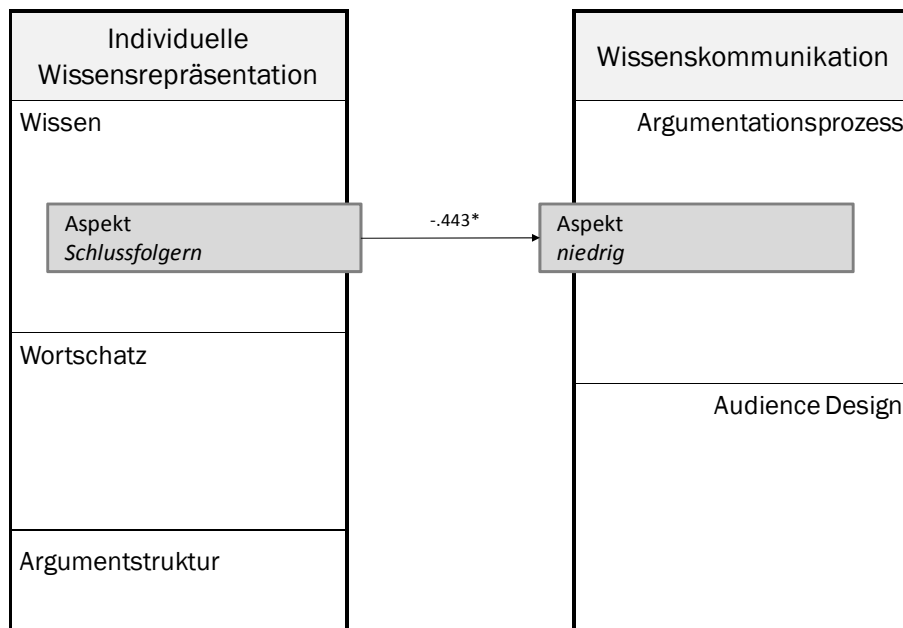 Individuelle
Wissensrepräsentation
Wissen
Aspekt
Schlussfolgern
Wortschatz
Argumentstruktur
-.443*
Wissenskommunikation
Argumentationsprozess
Aspekt
niedrig
Audience Design